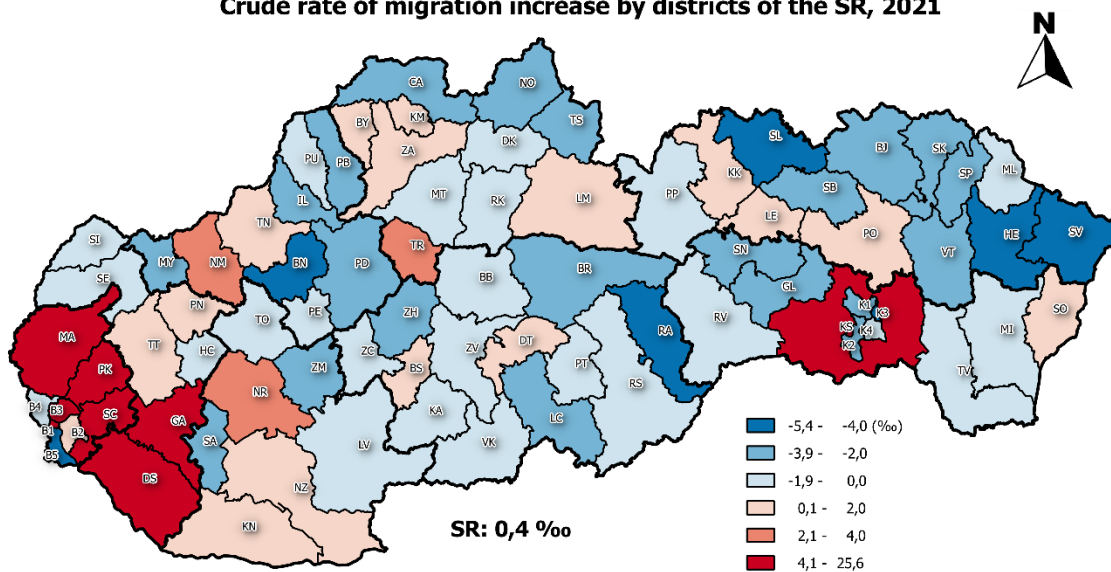 Crude rate of migration increase by districts of the SR, 2021
N
CA
NO
TS
BY
KM
ZA
DK
PU
PB
MT
RK
LM
IL
TN
PP
KK
SL
SB
BJ
SK
SP
ML
LE
PO
VT
HE
SV
SI
SE
MY
NM
BN
PD
TR
BB
BR
SN
GL
RV
RA
K1
K3
K5
K4
K2
SO
MI
TV
MA
TT
PN
TO
PE
HC
ZH
ZC
ZV
DT
PT
RS
BS
ZM
NR
PK
SC
GA
B4
B3
B1
B2
B5
SA
DS
KN
NZ
LV
KA
VK
LC
SR: 0,4 ‰
-5,4 - -4,0 (‰)
-3,9 - -2,0
-1,9 - 0,0
0,1 - 2,0
2,1 - 4,0
4,1 - 25,6